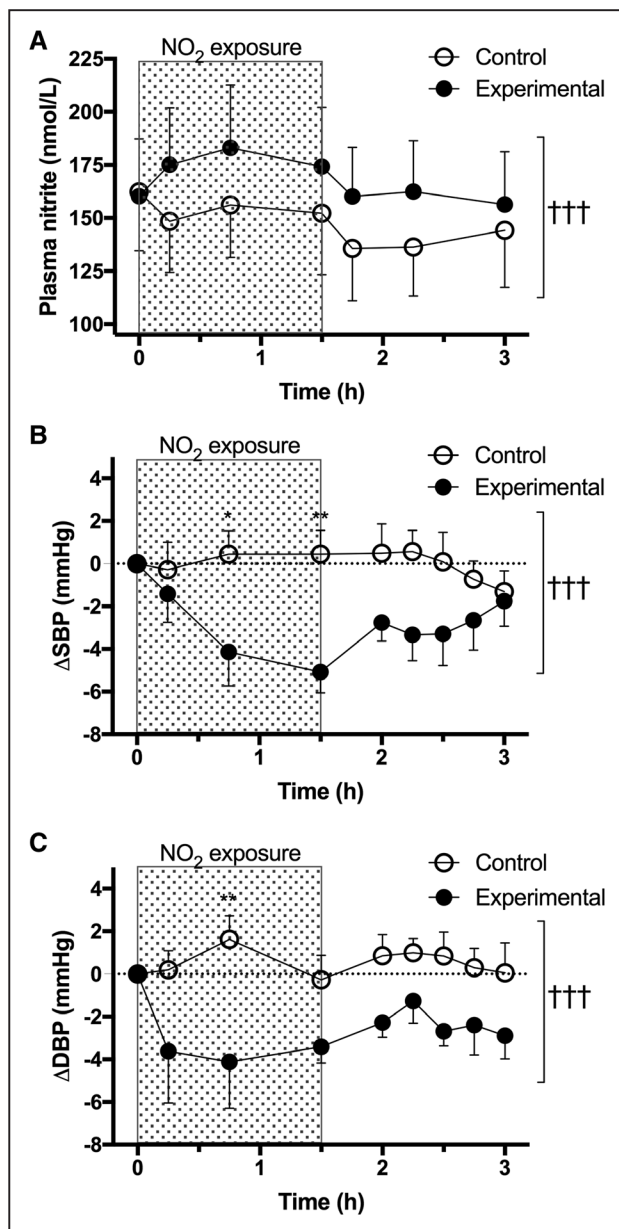 A
NO₂ exposure
Control
Experimental
225
200
175
150
125
100
Plasma nitrite (nmol/L)
†††
0
1
2
3
Time (h)
B
NO₂ exposure
Control
Experimental
4
2
0
-2
-4
-6
-8
ΔSBP (mmHg)
*
**
†††
0
1
2
3
Time (h)
C
NO₂ exposure
Control
Experimental
4
2
0
-2
-4
-6
-8
ΔDBP (mmHg)
**
†††
0
1
2
3
Time (h)